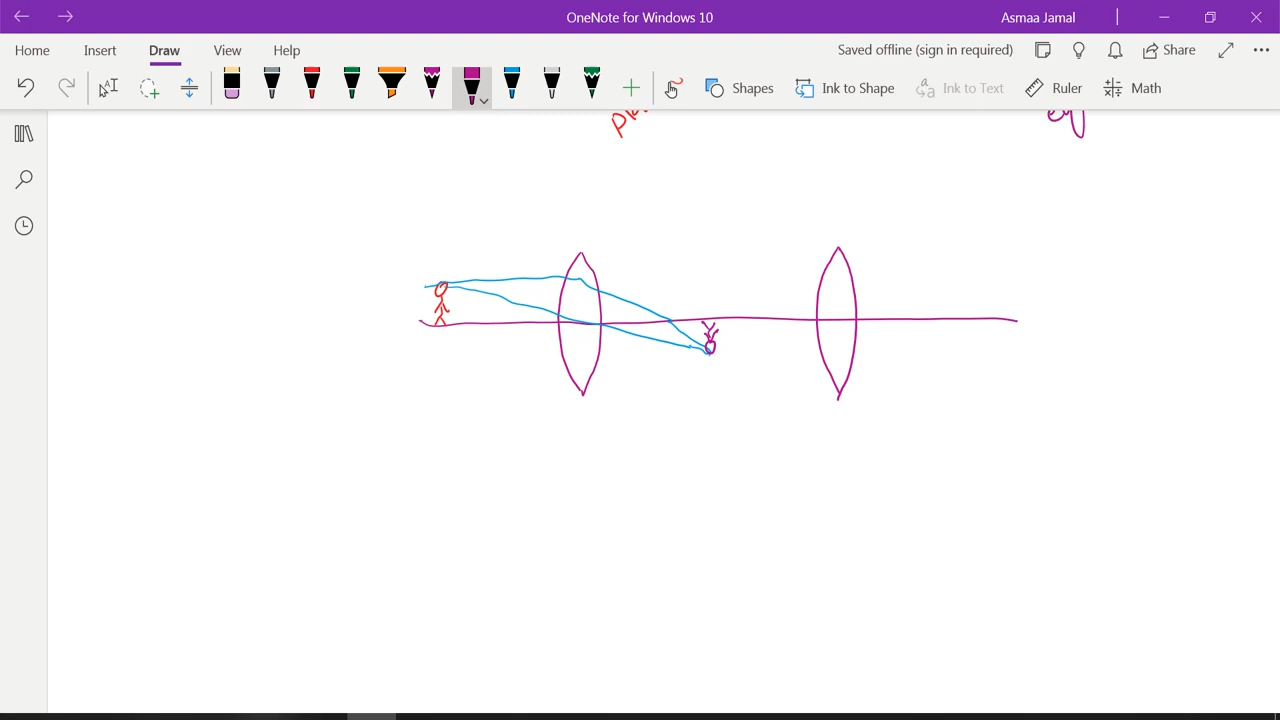 OneNote for Windows 10
Asmaa Jamal
Home Insert Draw View Help
Saved offline (sign in required)
Share
Shapes
Ink to Shape
Ink to Text
Ruler
Math